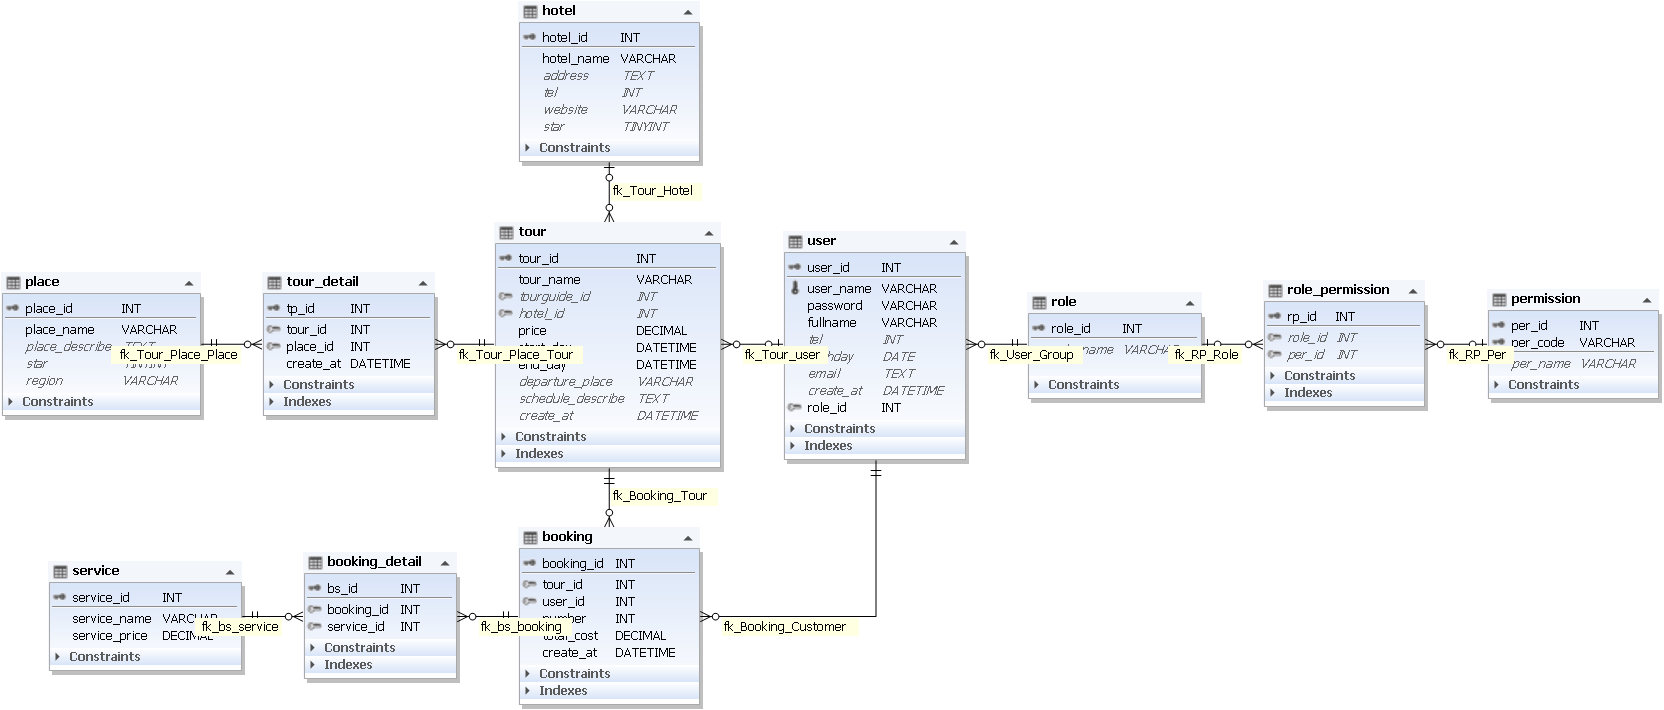 hotel
hotel_id INT
hotel_name VARCHAR
address TEXT
tel INT
website VARCHAR
star TINYINT
Constraints
fk_Tour_Hotel
tour
tour_id INT
tour_name VARCHAR
tourguide_id INT
hotel_id INT
price DECIMAL
DATETIME
end_day DATETIME
departure_place VARCHAR
schedule_describe TEXT
create_at DATETIME
Constraints
Indexes
user
user_id INT
user_name VARCHAR
password VARCHAR
fullname VARCHAR
tel INT
DATE
email TEXT
create_at DATETIME
role_id INT
Constraints
Indexes
place
place_id INT
place_name VARCHAR
place_describe TEXT
star TINYINT
region VARCHAR
Constraints
fk_Tour_Place_Place
tour_detail
tp_id INT
tour_id INT
place_id INT
create_at DATETIME
Constraints
Indexes
fk_Tour_Place_Tour
fk_Tour_user
fk_User_Group
role
role_id INT
VARCHAR
Constraints
fk_RP_Role
role_permission
rp_id INT
role_id INT
per_id INT
Constraints
Indexes
fk_RP_Per
permission
per_id INT
per_code VARCHAR
per_name VARCHAR
Constraints
fk_Booking_Tour
service
service_id INT
service_name VARCHAR
service_price DECIMAL
Constraints
fk_bs_service
booking_detail
bs_id INT
booking_id INT
service_id INT
Constraints
Indexes
fk_bs_booking
booking
booking_id INT
tour_id INT
user_id INT
number INT
total_cost DECIMAL
create_at DATETIME
Constraints
Indexes
fk_Booking_Customer